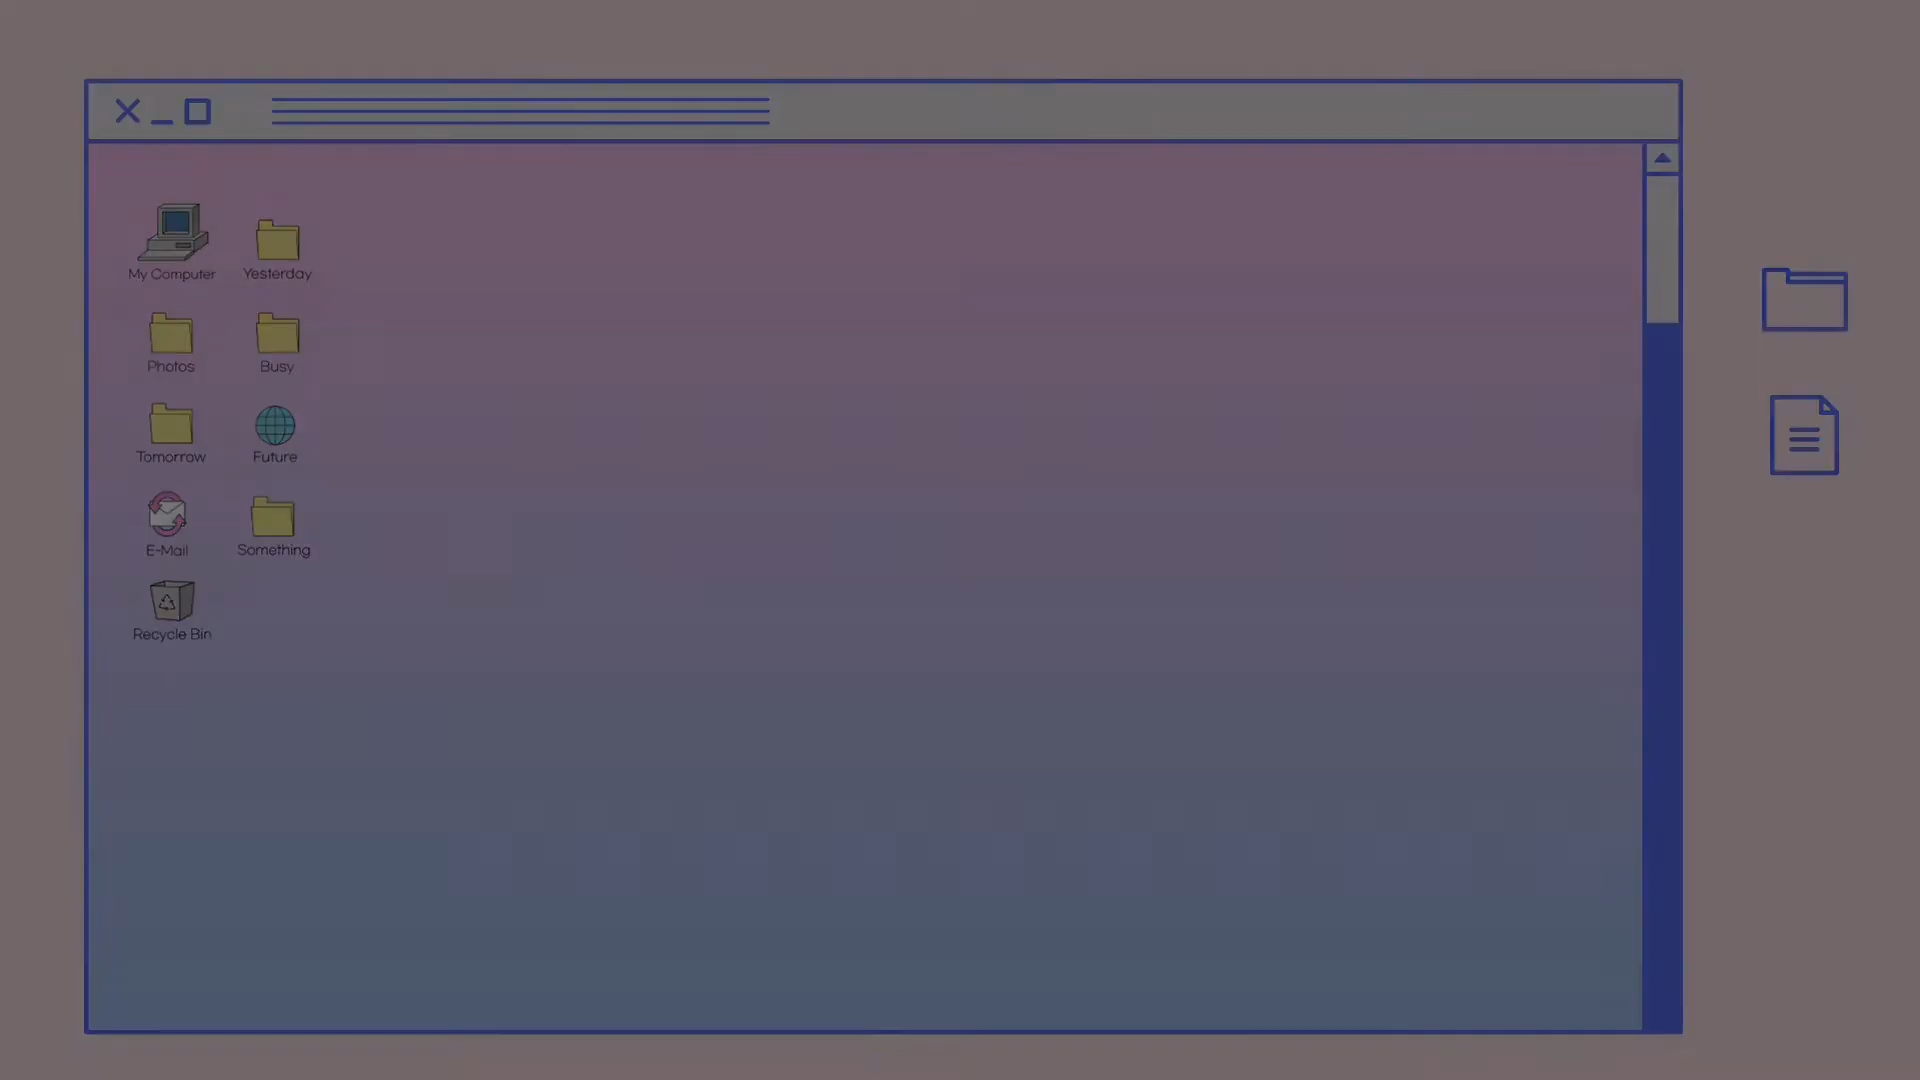 My Computer
Yesterday
Photos
Busy
Tomorrow
Future
E-Mail
Something
Recycle Bin